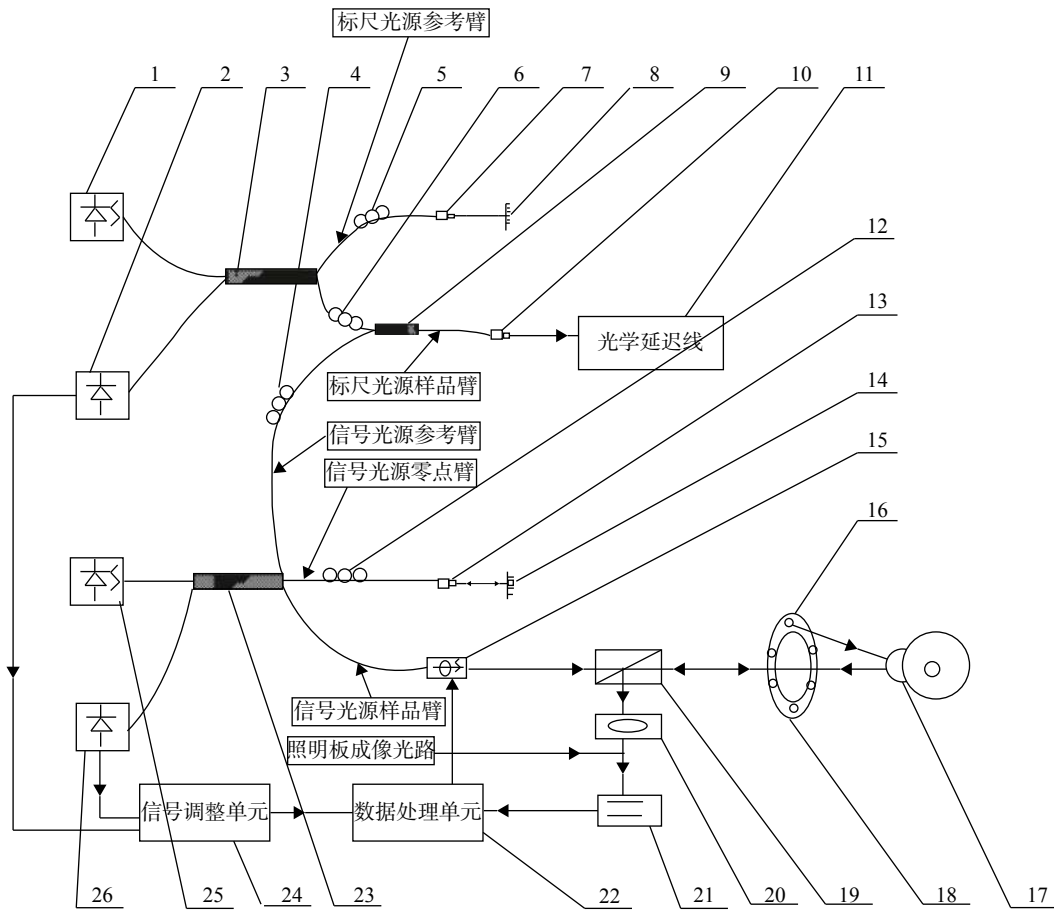 标尺光源参考臂
1 2 3 4 5 6 7 8 9 10 11
12
13
光学延迟线
14
标尺光源样品臂
信号光源参考臂
15
信号光源零点臂
16
信号光源样品臂
照明板成像光路
信号调整单元
数据处理单元
26 25 24 23 22 21 20 19 18 17